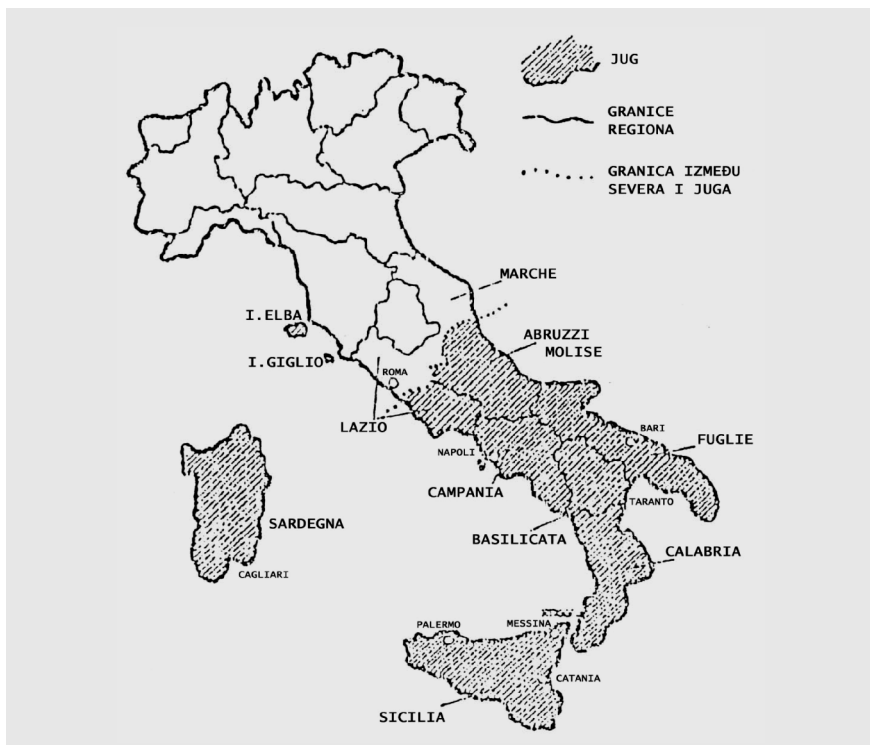 JUG
GRANICE
REGIONA
GRANICA IZMEĐU
SEVERA I JUGA
MARCHE
I.ELBA
ABRUZZI
MOLISE
I.GIGLIO
ROMA
LAZIO
BARI
FUGLIE
NAPOLI
CAMPANIA
TARANTO
SARDEGNA
BASILICATA
CALABRIA
CAGLIARI
PALERMO
MESSINA
CATANIA
SICILIA